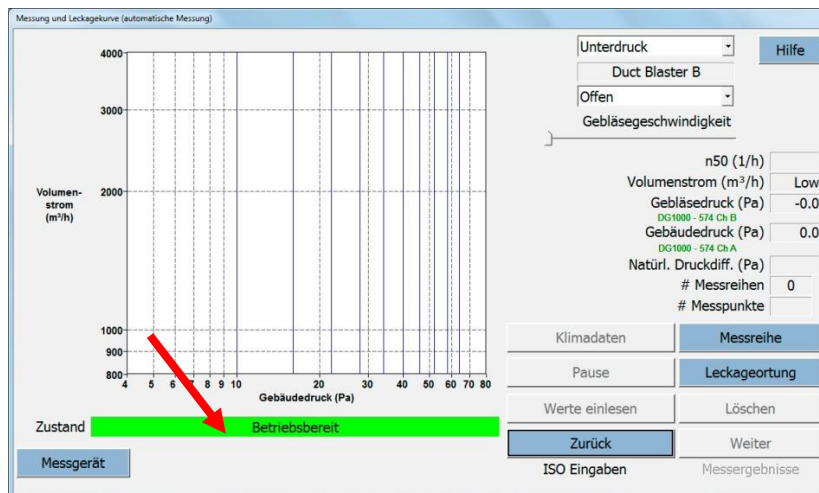 Messung und Leckagekurve (automatische Messung)
4000
3000
2000
1000
900
800
Volumen-
strom
(m³/h)
4 5 6 7 8 9 10 20 30 40 50 60 70 80
Gebäudedruck (Pa)
Zustand Betriebsbereit
Messgerät
Unterdruck
Hilfe
Duct Blaster B
Offen
Gebläsegeschwindigkeit
n50 (1/h)
Volumenstrom (m³/h) Low
Gebläsedruck (Pa) -0.0
DG1000 - 574 Ch B
Gebäudedruck (Pa) 0.0
DG1000 - 574 Ch A
Natürl. Druckdiff. (Pa)
# Messreihen 0
# Messpunkte
Klimadaten Messreihe
Pause Leckageortung
Werte einlesen Löschen
Zurück Weiter
ISO Eingaben Messergebnisse